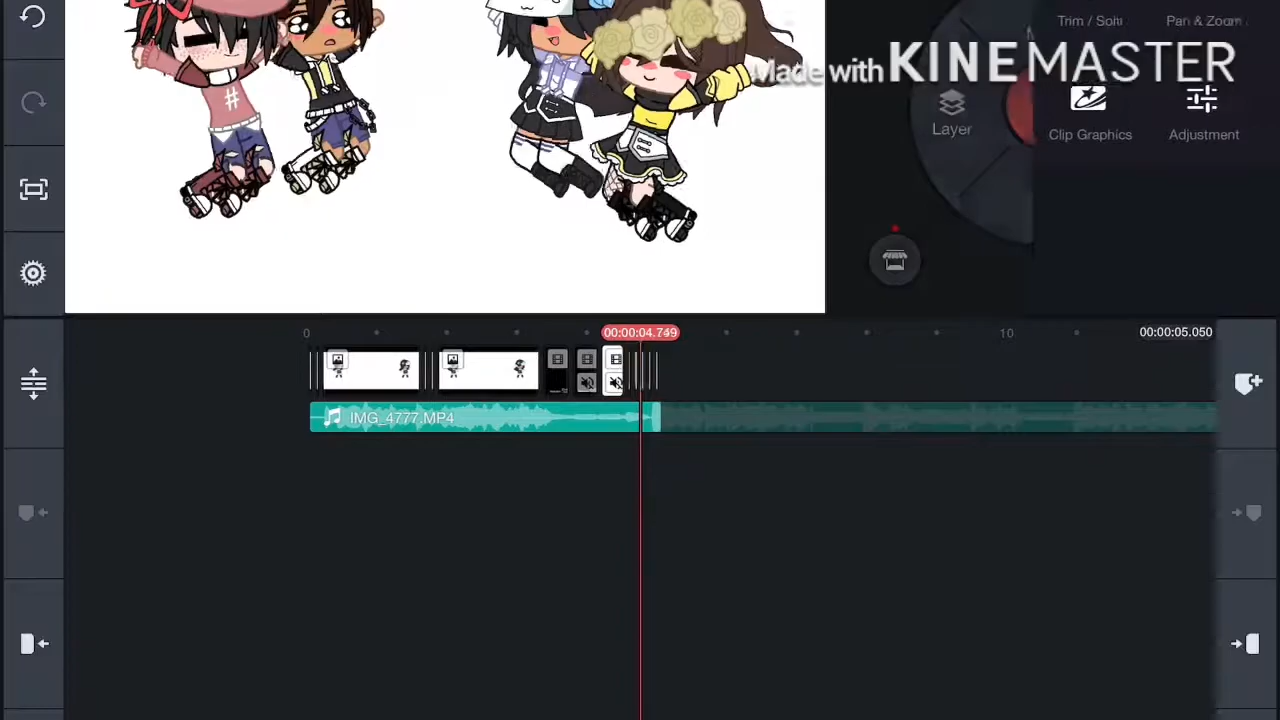 Trim / Split Pan & Zoom
Made with KINEMASTER
Layer
Clip Graphics Adjustment
#
0 00:00:04.749 10 00:00:05.050
IMG_4777.MP4